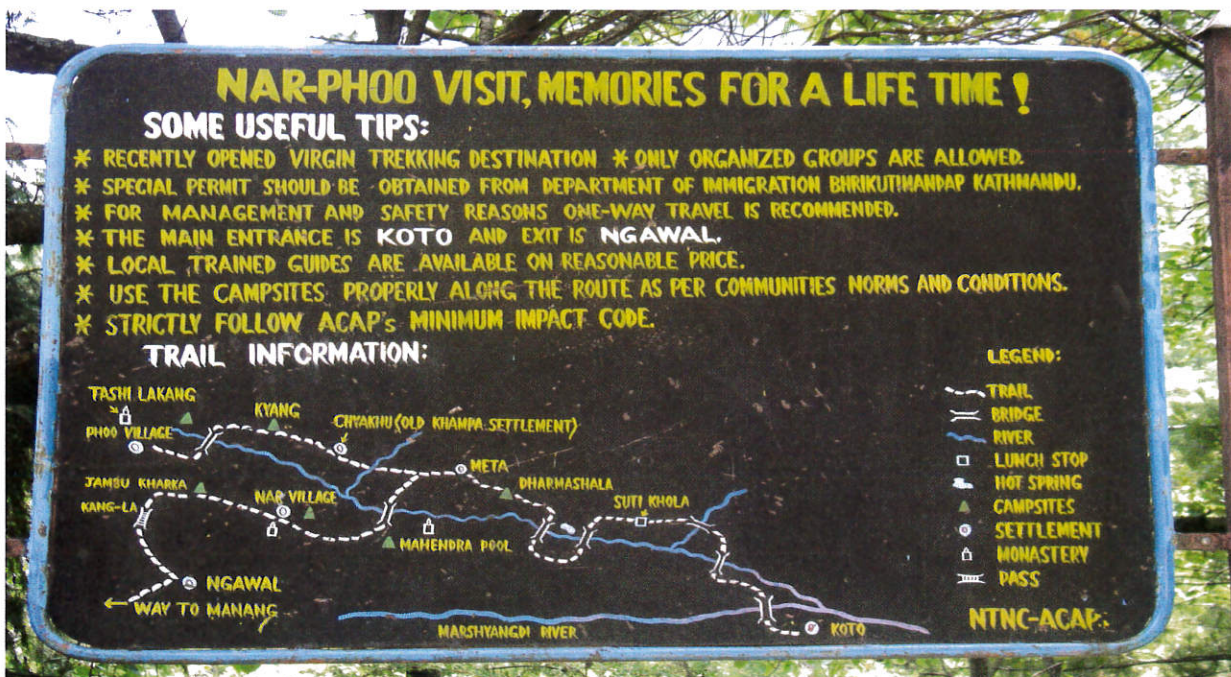 NAR-PHOO VISIT, MEMORIES FOR A LIFE TIME !
SOME USEFUL TIPS:
* RECENTLY OPENED VIRGIN TREKKING DESTINATION * ONLY ORGANIZED GROUPS ARE ALLOWED.
* SPECIAL PERMIT SHOULD BE OBTAINED FROM DEPARTMENT OF IMMIGRATION BHRIKUTIMANDAP KATHMANDU.
* FOR MANAGEMENT AND SAFETY REASONS ONE-WAY TRAVEL IS RECOMMENDED.
* THE MAIN ENTRANCE IS KOTO AND EXIT IS NGAWAL.
* LOCAL TRAINED GUIDES ARE AVAILABLE ON REASONABLE PRICE.
* USE THE CAMPSITES PROPERLY ALONG THE ROUTE AS PER COMMUNITIES NORMS AND CONDITIONS.
* STRICTLY FOLLOW ACAP's MINIMUM IMPACT CODE.
TRAIL INFORMATION:
TASHI LAKANG
PHOO VILLAGE
KYANG
CHYAKHU (OLD KHAMPA SETTLEMENT)
META
DHARMASHALA
SUTI KHOLA
JAMBU KHARKA
KANG-LA
NAR VILLAGE
MAHENDRA POOL
NGAWAL
← WAY TO MANANG
MARSHYANGDI RIVER
KOTO
LEGEND:
TRAIL
BRIDGE
RIVER
LUNCH STOP
HOT SPRING
CAMPSITES
SETTLEMENT
MONASTERY
PASS
NTNC-ACAP.